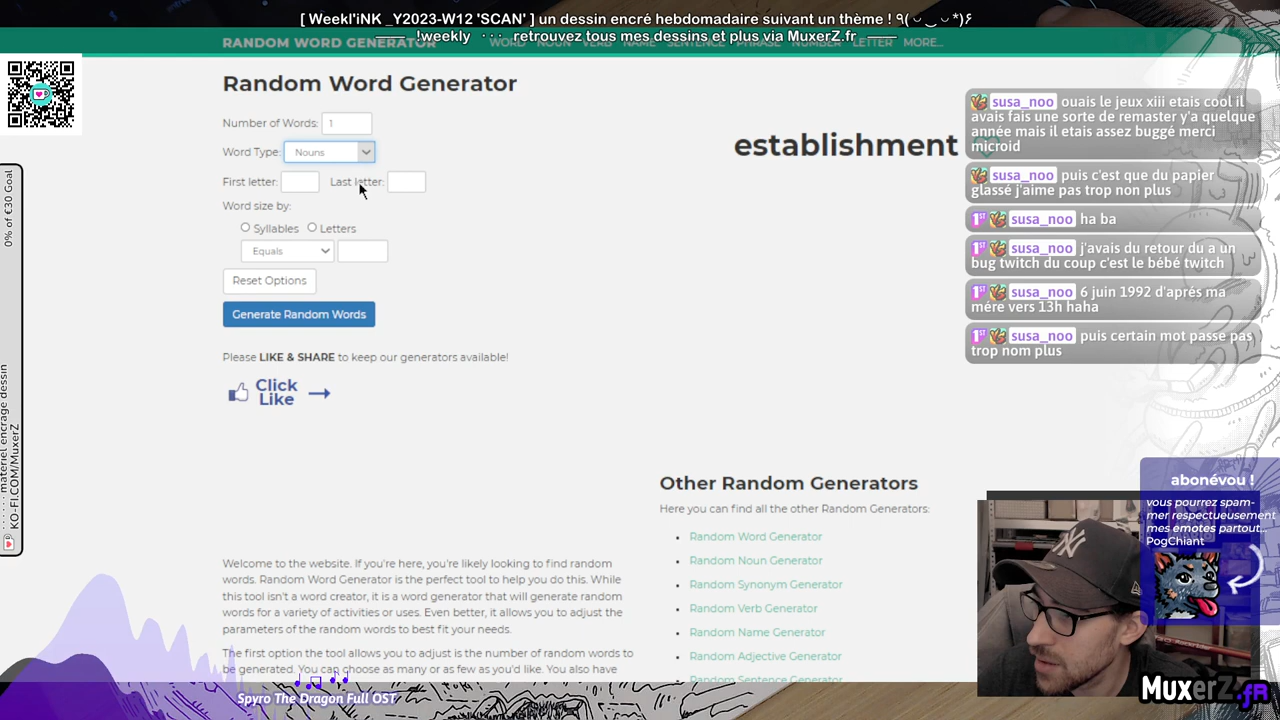 [ Weekl'iNK _Y2023-W12 'SCAN' ] un dessin encré hebdomadaire suivant un thème ! ٩( ◡ ‿ ◡ *)۶
!weekly ··· retrouvez tous mes dessins et plus via MuxerZ.fr
RANDOM WORD GENERATOR WORD NOUN VERB NAME SENTENCE PHRASE NUMBER LETTER MORE...
Random Word Generator
Number of Words: 1
Word Type: Nouns
First letter: Last letter:
Word size by:
Syllables Letters
Equals
Reset Options
Generate Random Words
Please LIKE & SHARE to keep our generators available!
Click
Like
establishment
Other Random Generators
Here you can find all the other Random Generators:
Random Word Generator
Random Noun Generator
Random Synonym Generator
Random Verb Generator
Random Name Generator
Random Adjective Generator
Random Sentence Generator
Welcome to the website. If you're here, you're likely looking to find random
words. Random Word Generator is the perfect tool to help you do this. While
this tool isn't a word creator, it is a word generator that will generate random
words for a variety of activities or uses. Even better, it allows you to adjust the
parameters of the random words to best fit your needs.
The first option the tool allows you to adjust is the number of random words to
be generated. You can choose as many or as few as you'd like. You also have
susa_noo ouais le jeux xiii etais cool il
avais fais une sorte de remaster y'a quelque
année mais il etais assez buggé merci
microid
susa_noo puis c'est que du papier
glassé j'aime pas trop non plus
1ST susa_noo ha ba
1ST susa_noo j'avais du retour du a un
bug twitch du coup c'est le bébé twitch
1ST susa_noo 6 juin 1992 d'aprés ma
mére vers 13h haha
1ST susa_noo puis certain mot passe pas
trop nom plus
abonévou !
vous pourrez spam-
mer respectueusement
mes emotes partout...
PogChiant
0% of €30 Goal
····· materiel encrage dessin
KO-FI.COM/MuxerZ
Spyro The Dragon Full OST
MuxerZ.FR